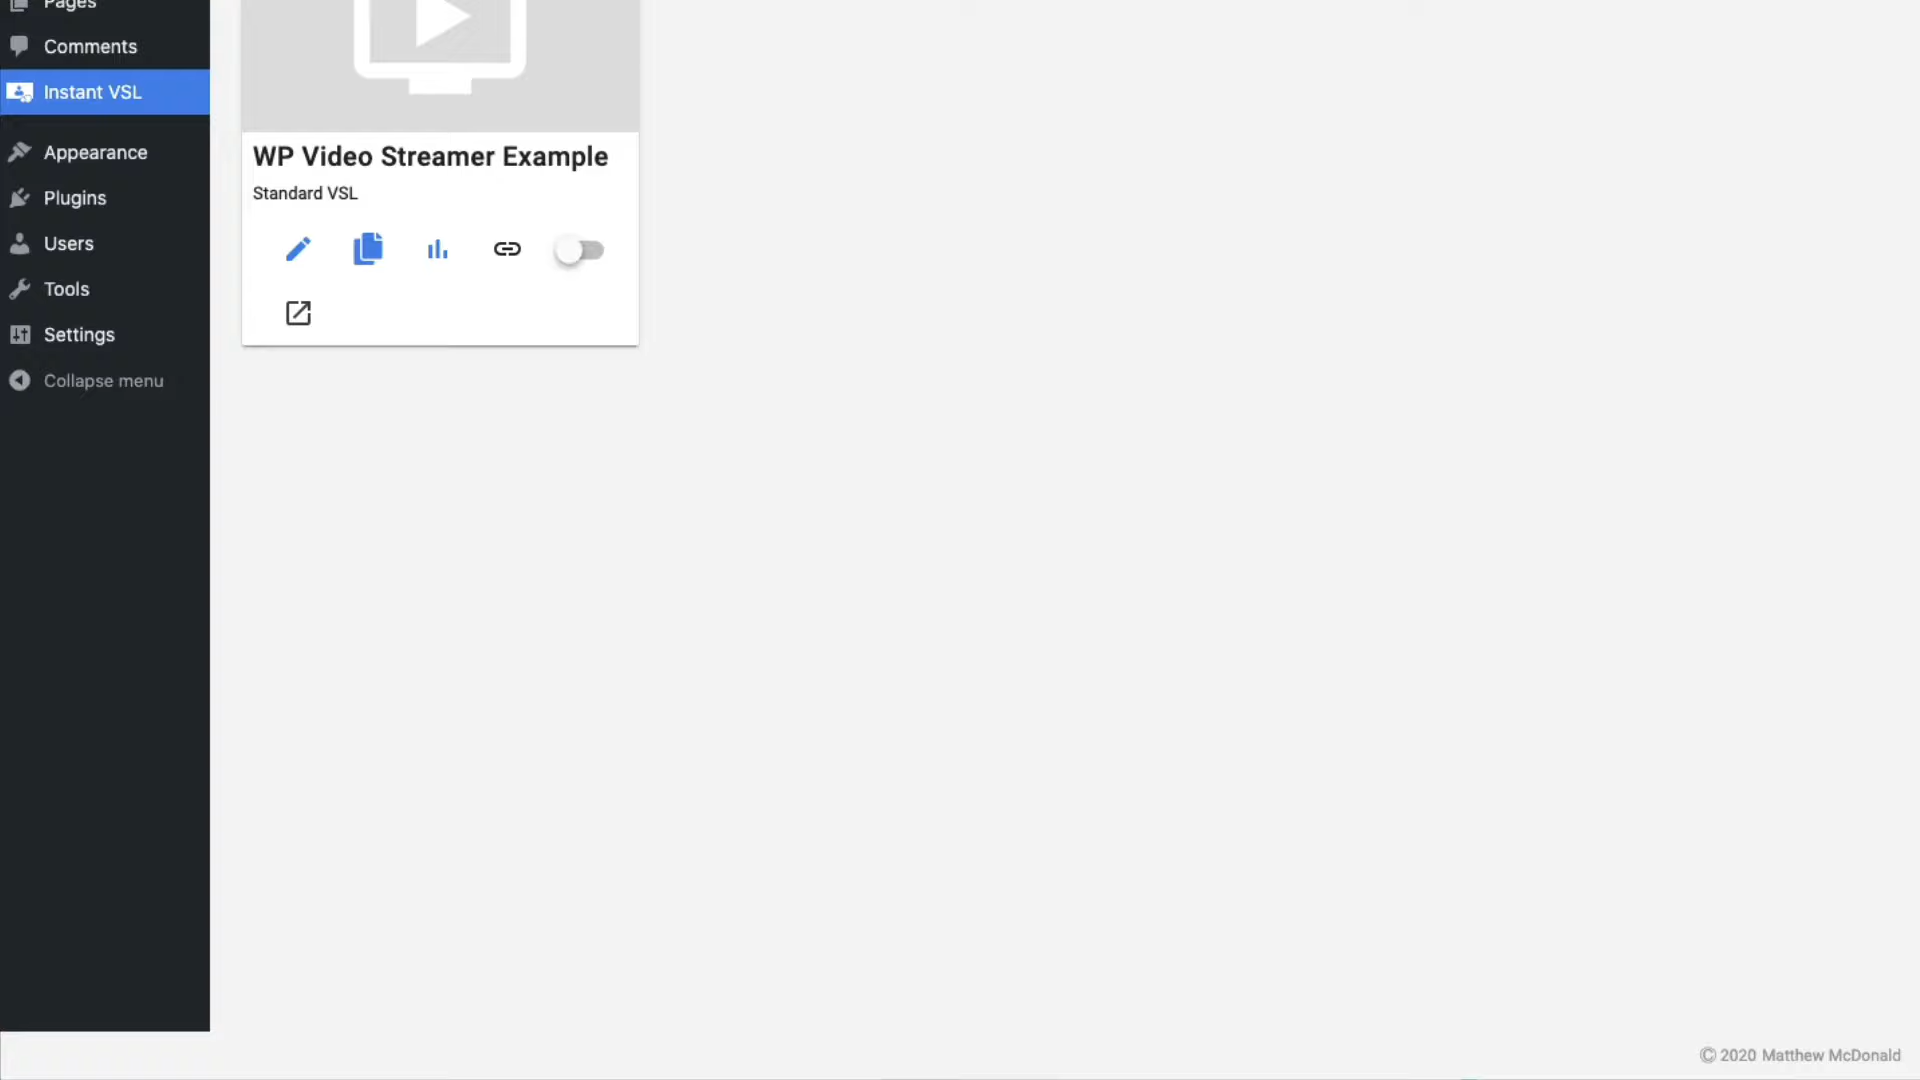 Pages
Comments
Instant VSL
Appearance
Plugins
Users
Tools
Settings
Collapse menu
WP Video Streamer Example
Standard VSL
© 2020 Matthew McDonald